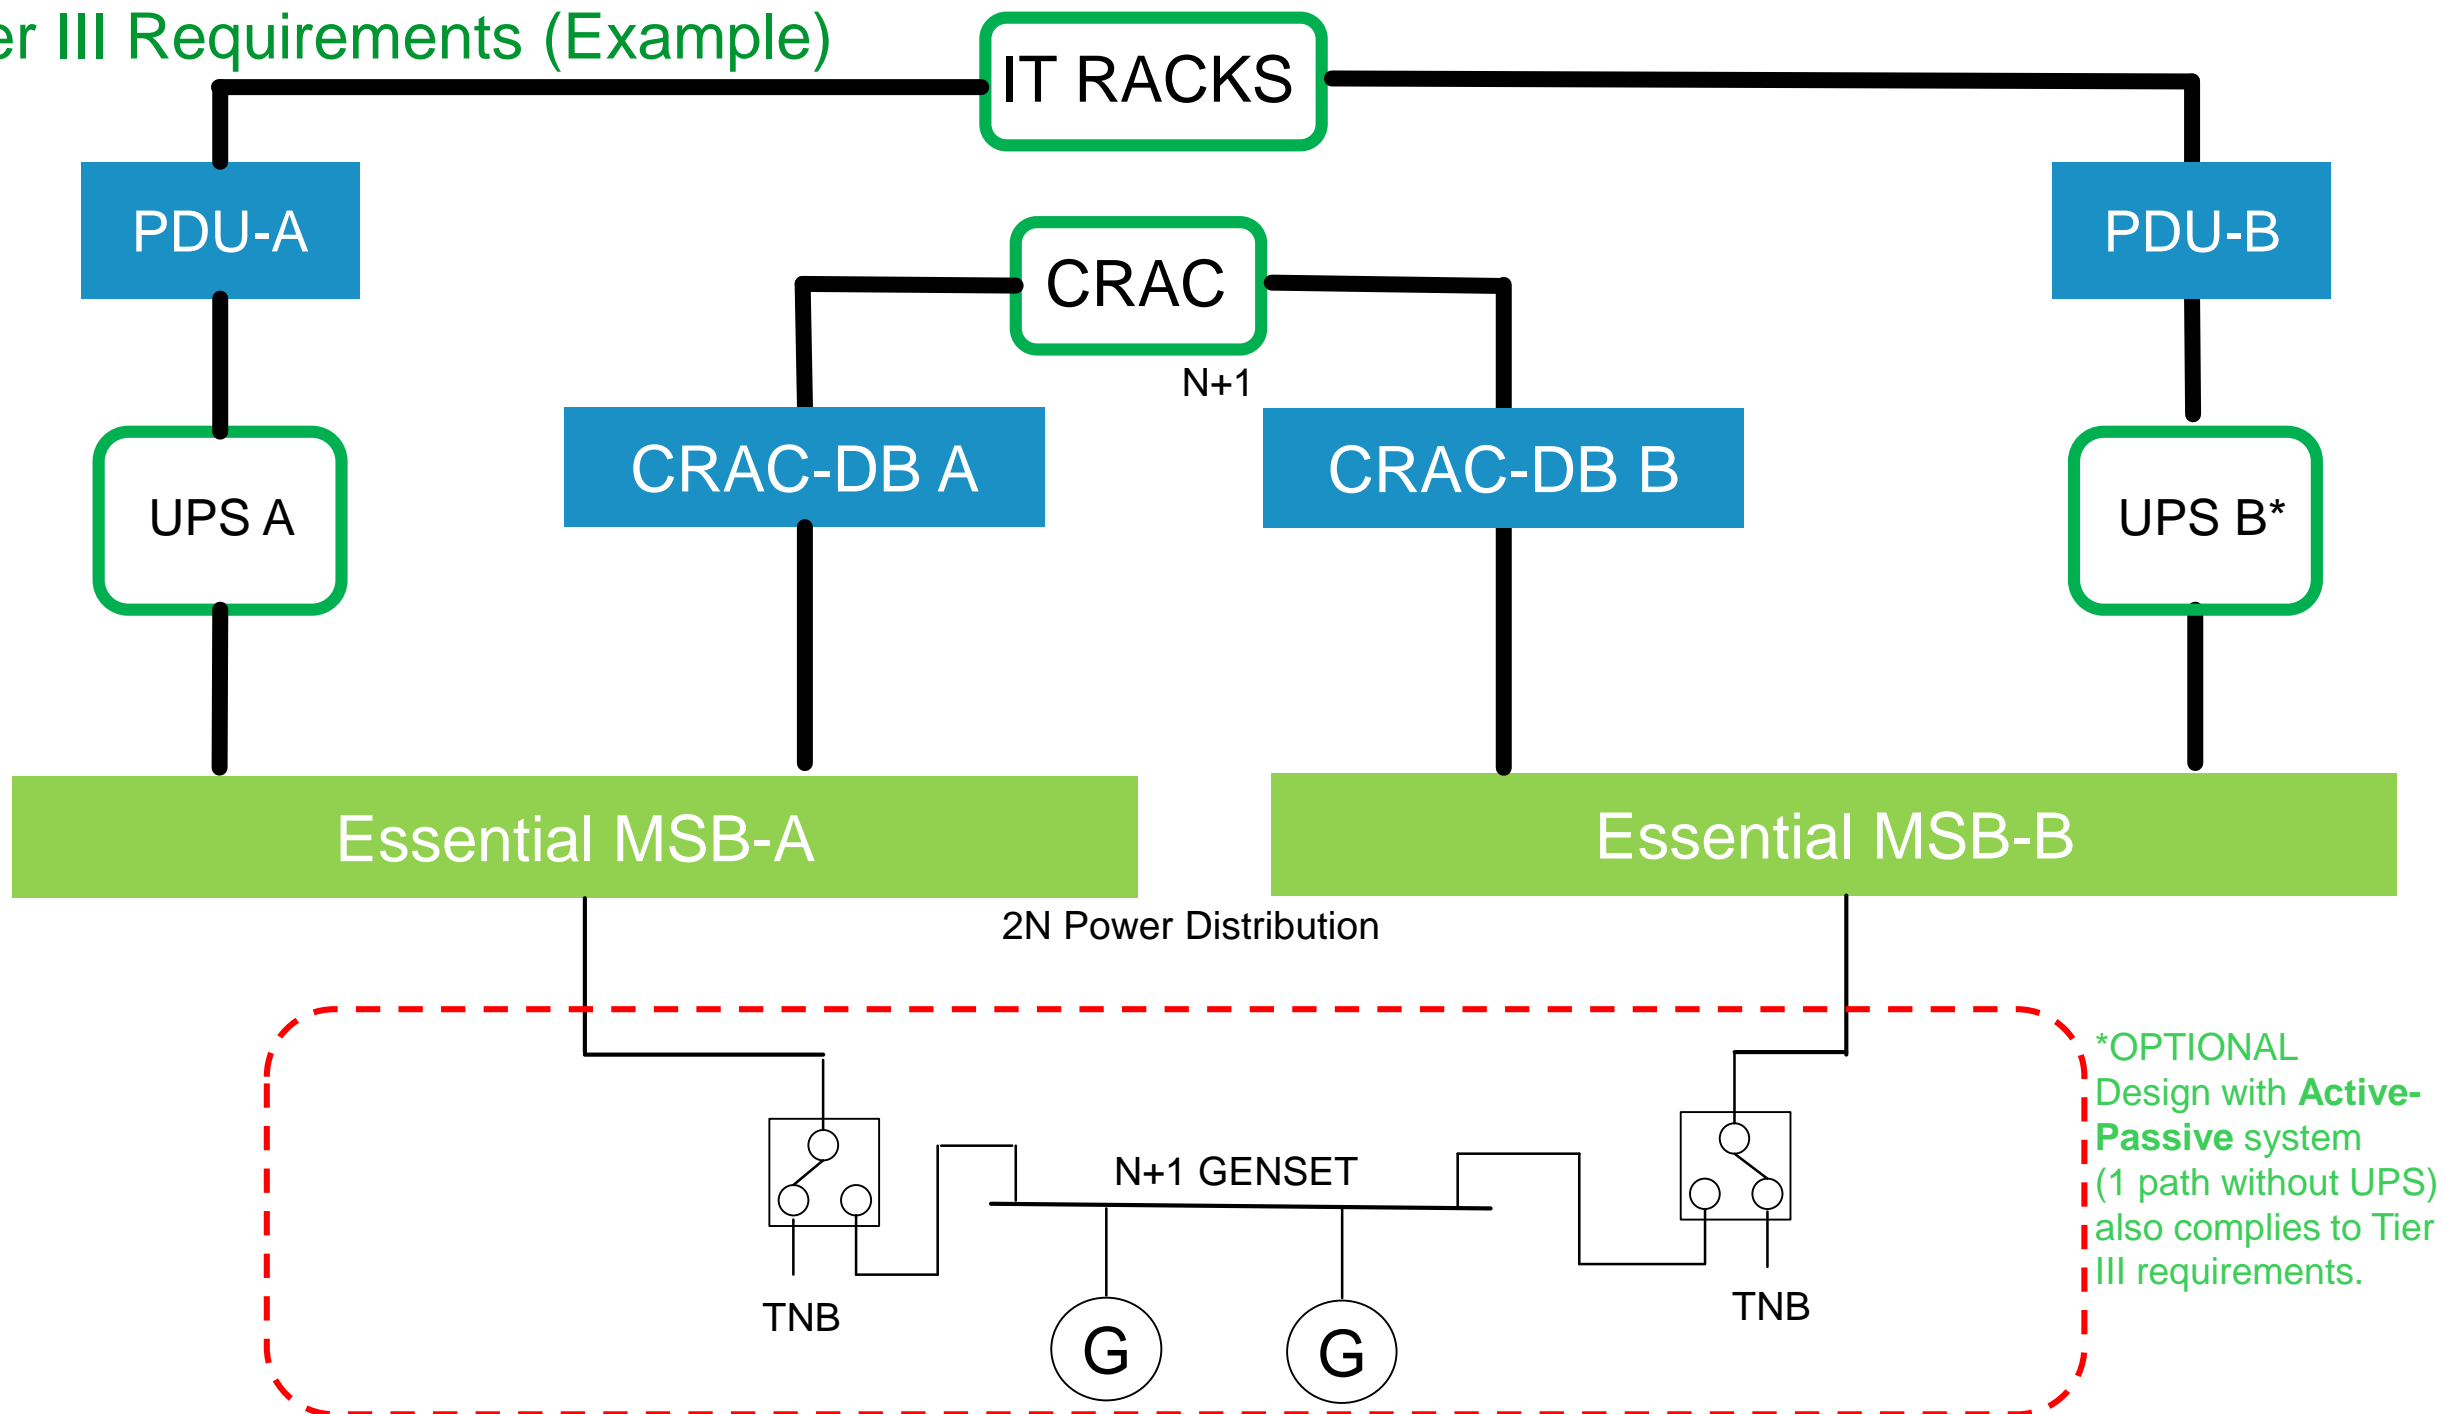 er III Requirements (Example)
IT RACKS
PDU-A
PDU-B
CRAC
N+1
CRAC-DB A
CRAC-DB B
UPS A
UPS B*
Essential MSB-A
Essential MSB-B
2N Power Distribution
*OPTIONAL
Design with Active-
Passive system
(1 path without UPS)
also complies to Tier
III requirements.
N+1 GENSET
TNB
TNB
G
G